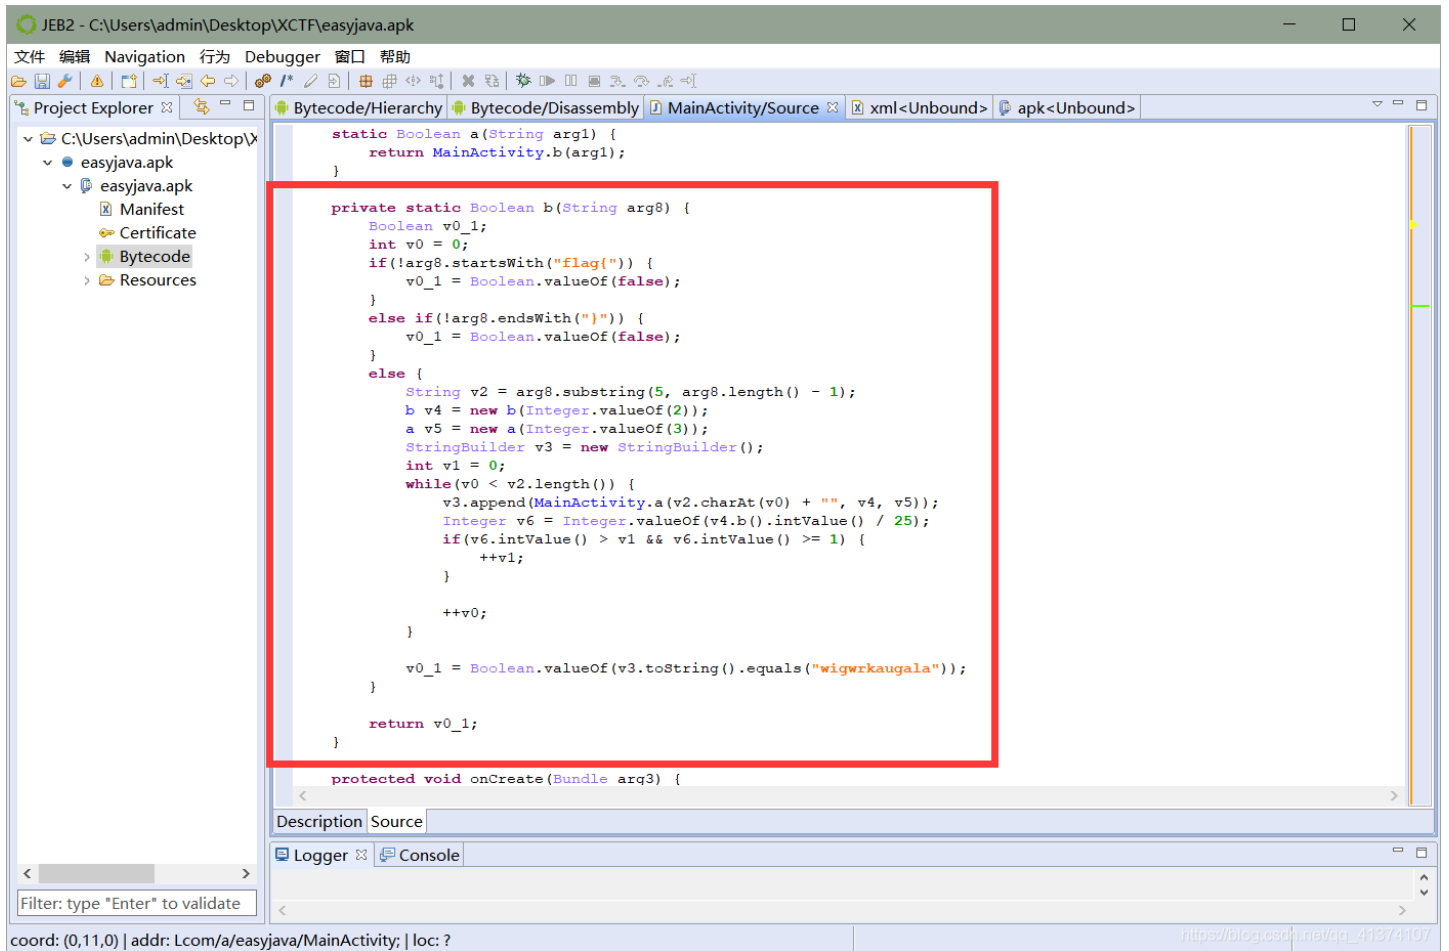 JEB2 - C:\Users\admin\Desktop\XCTF\easyjava.apk
文件 编辑 Navigation 行为 Debugger 窗口 帮助
Project Explorer
Bytecode/Hierarchy Bytecode/Disassembly MainActivity/Source xml<Unbound> apk<Unbound>
C:\Users\admin\Desktop\X
easyjava.apk
easyjava.apk
Manifest
Certificate
Bytecode
Resources
static Boolean a(String arg1) {
return MainActivity.b(arg1);
}
private static Boolean b(String arg8) {
Boolean v0_1;
int v0 = 0;
if(!arg8.startsWith("flag{")) {
v0_1 = Boolean.valueOf(false);
}
else if(!arg8.endsWith("}")) {
v0_1 = Boolean.valueOf(false);
}
else {
String v2 = arg8.substring(5, arg8.length() - 1);
b v4 = new b(Integer.valueOf(2));
a v5 = new a(Integer.valueOf(3));
StringBuilder v3 = new StringBuilder();
int v1 = 0;
while(v0 < v2.length()) {
v3.append(MainActivity.a(v2.charAt(v0) + "", v4, v5));
Integer v6 = Integer.valueOf(v4.b().intValue() / 25);
if(v6.intValue() > v1 && v6.intValue() >= 1) {
++v1;
}
++v0;
}
v0_1 = Boolean.valueOf(v3.toString().equals("wigwrkaugala"));
}
return v0_1;
}
protected void onCreate(Bundle arg3) {
Description Source
Logger Console
Filter: type "Enter" to validate
coord: (0,11,0) | addr: Lcom/a/easyjava/MainActivity; | loc: ?
https://blog.csdn.net/qq_41374107